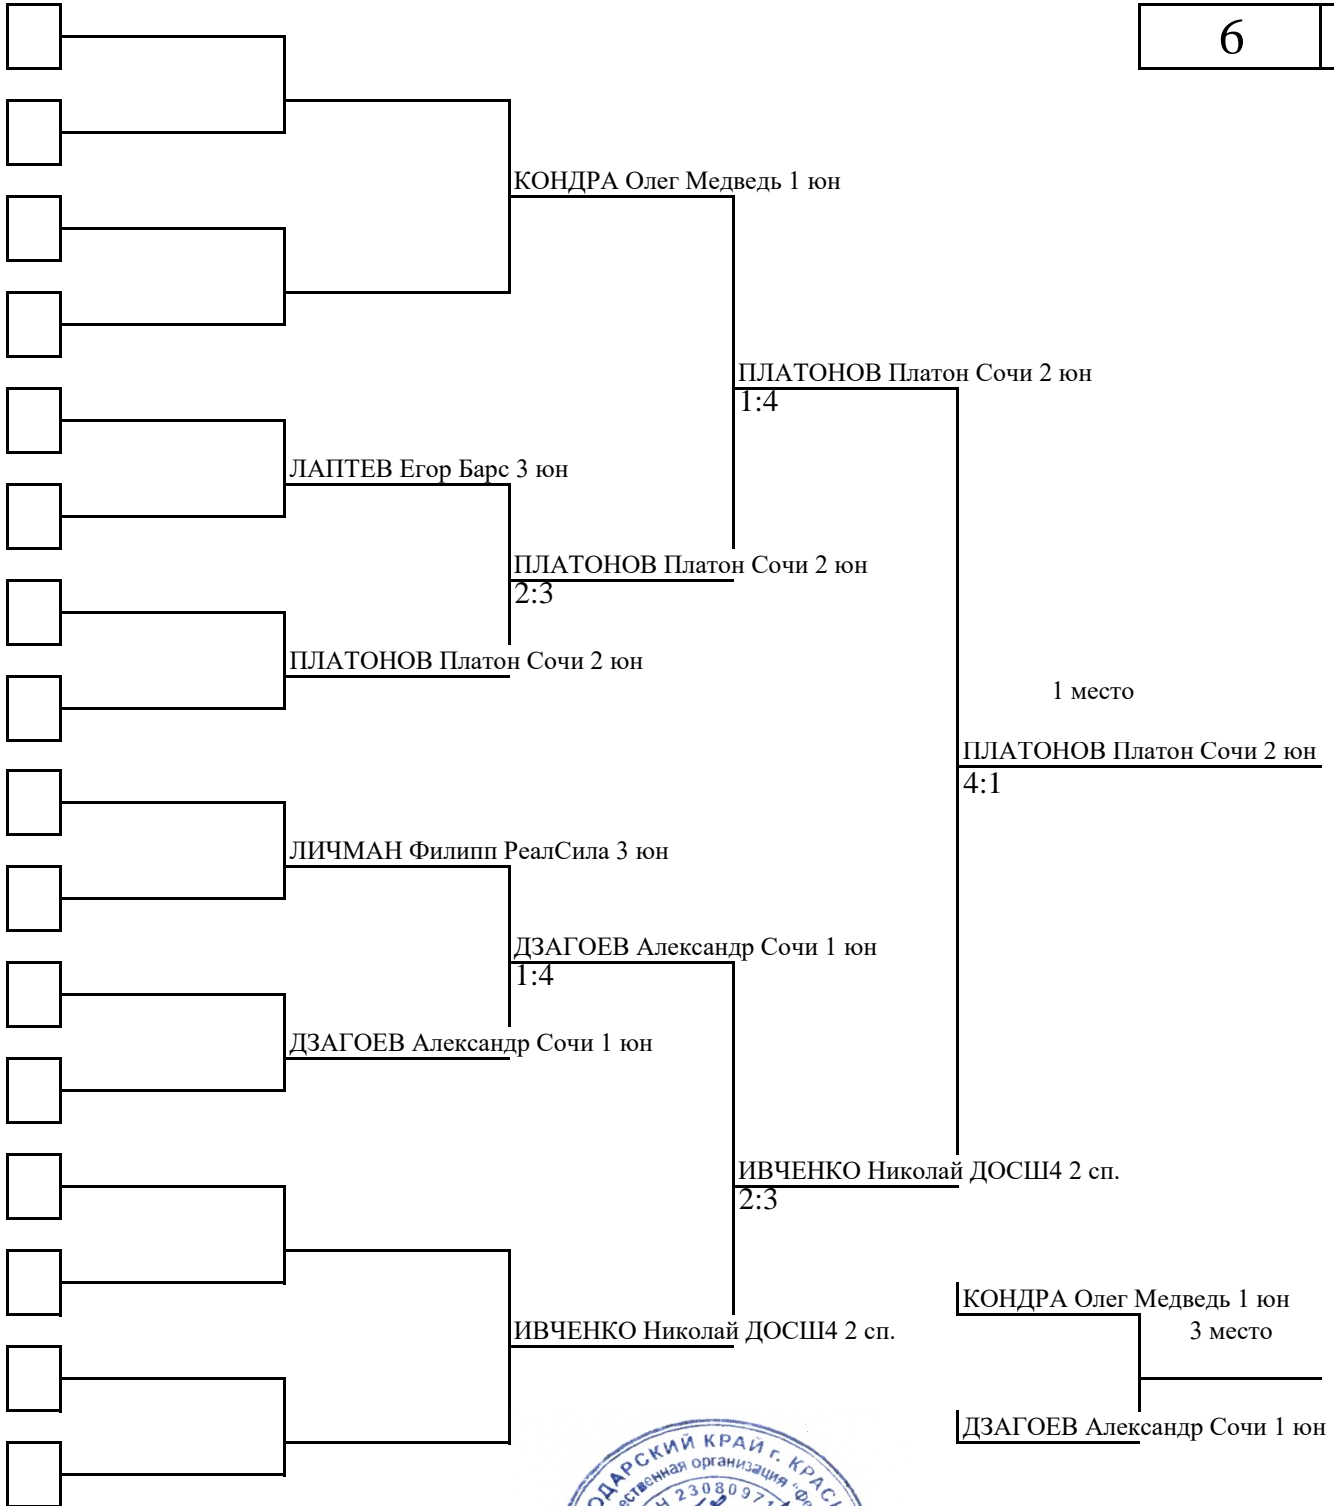 6
КОНДРА Олег Медведь 1 юн
ПЛАТОНОВ Платон Сочи 2 юн
1:4
ЛАПТЕВ Егор Барс 3 юн
ПЛАТОНОВ Платон Сочи 2 юн
2:3
ПЛАТОНОВ Платон Сочи 2 юн
1 место
ПЛАТОНОВ Платон Сочи 2 юн
4:1
ЛИЧМАН Филипп РеалСила 3 юн
ДЗАГОЕВ Александр Сочи 1 юн
1:4
ДЗАГОЕВ Александр Сочи 1 юн
ИВЧЕНКО Николай ДОСШ4 2 сп.
2:3
КОНДРА Олег Медведь 1 юн
ИВЧЕНКО Николай ДОСШ4 2 сп.
3 место
ДЗАГОЕВ Александр Сочи 1 юн
КРАЙ г.
организация